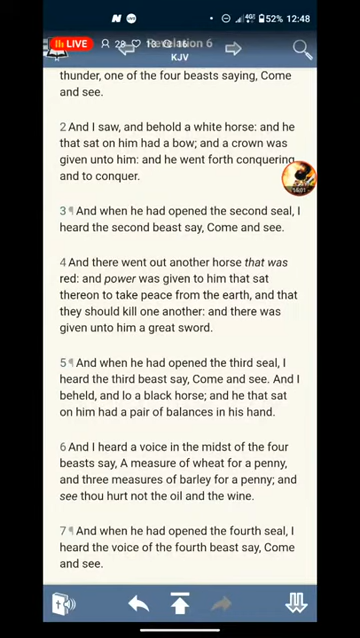 N LIVE 4G 52% 12:48
LIVE 28 13 16 Revelation 6
KJV
thunder, one of the four beasts saying, Come
and see.
2 And I saw, and behold a white horse: and he
that sat on him had a bow; and a crown was
given unto him: and he went forth conquering,
and to conquer.
3 ¶ And when he had opened the second seal, I
heard the second beast say, Come and see.
4 And there went out another horse that was
red: and power was given to him that sat
thereon to take peace from the earth, and that
they should kill one another: and there was
given unto him a great sword.
5 ¶ And when he had opened the third seal, I
heard the third beast say, Come and see. And I
beheld, and lo a black horse; and he that sat
on him had a pair of balances in his hand.
6 And I heard a voice in the midst of the four
beasts say, A measure of wheat for a penny,
and three measures of barley for a penny; and
see thou hurt not the oil and the wine.
7 ¶ And when he had opened the fourth seal, I
heard the voice of the fourth beast say, Come
and see.